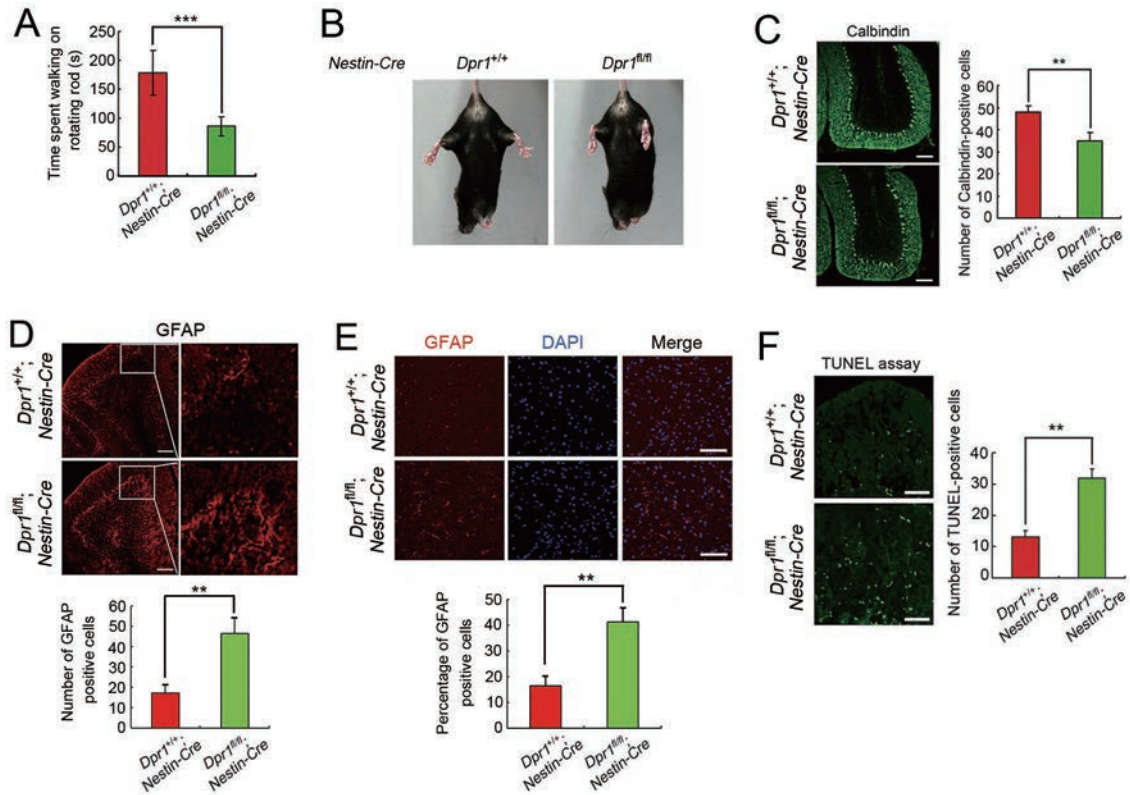 A
Time spent walking on
rotating rod (s)
250
200
150
100
50
0
***
Dpr1+/+;
Nestin-Cre
Dpr1fl/fl;
Nestin-Cre
B
Nestin-Cre
Dpr1+/+
Dpr1fl/fl
C
Calbindin
Dpr1+/+;
Nestin-Cre
Dpr1fl/fl;
Nestin-Cre
Number of Calbindin-positive cells
60
50
40
30
20
10
0
**
Dpr1+/+;
Nestin-Cre
Dpr1fl/fl;
Nestin-Cre
D
GFAP
Dpr1+/+;
Nestin-Cre
Dpr1fl/fl;
Nestin-Cre
Number of GFAP
positive cells
60
50
40
30
20
10
0
**
Dpr1+/+;
Nestin-Cre
Dpr1fl/fl;
Nestin-Cre
E
GFAP
DAPI
Merge
Dpr1+/+;
Nestin-Cre
Dpr1fl/fl;
Nestin-Cre
Percentage of GFAP
positive cells
50
40
30
20
10
0
**
Dpr1+/+;
Nestin-Cre
Dpr1fl/fl;
Nestin-Cre
F
TUNEL assay
Dpr1+/+;
Nestin-Cre
Dpr1fl/fl;
Nestin-Cre
Number of TUNEL-positive cells
40
30
20
10
0
**
Dpr1+/+;
Nestin-Cre
Dpr1fl/fl;
Nestin-Cre